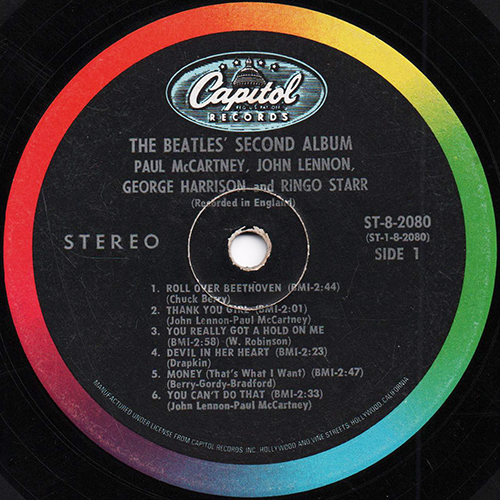 Capitol
REG. U.S. PAT. OFF.
RECORDS
THE BEATLES' SECOND ALBUM
PAUL McCARTNEY, JOHN LENNON,
GEORGE HARRISON and RINGO STARR
(Recorded in England)
STEREO
ST-8-2080
(ST-1-8-2080)
SIDE 1
1. ROLL OVER BEETHOVEN (BMI-2:44)
(Chuck Berry)
2. THANK YOU GIRL (BMI-2:01)
(John Lennon-Paul McCartney)
3. YOU REALLY GOT A HOLD ON ME
(BMI-2:58) (W. Robinson)
4. DEVIL IN HER HEART (BMI-2:23)
(Drapkin)
5. MONEY (That's What I Want) (BMI-2:47)
(Berry-Gordy-Bradford)
6. YOU CAN'T DO THAT (BMI-2:33)
(John Lennon-Paul McCartney)
MANUFACTURED UNDER LICENSE FROM CAPITOL RECORDS INC. HOLLYWOOD AND VINE STREETS, HOLLYWOOD, CALIFORNIA